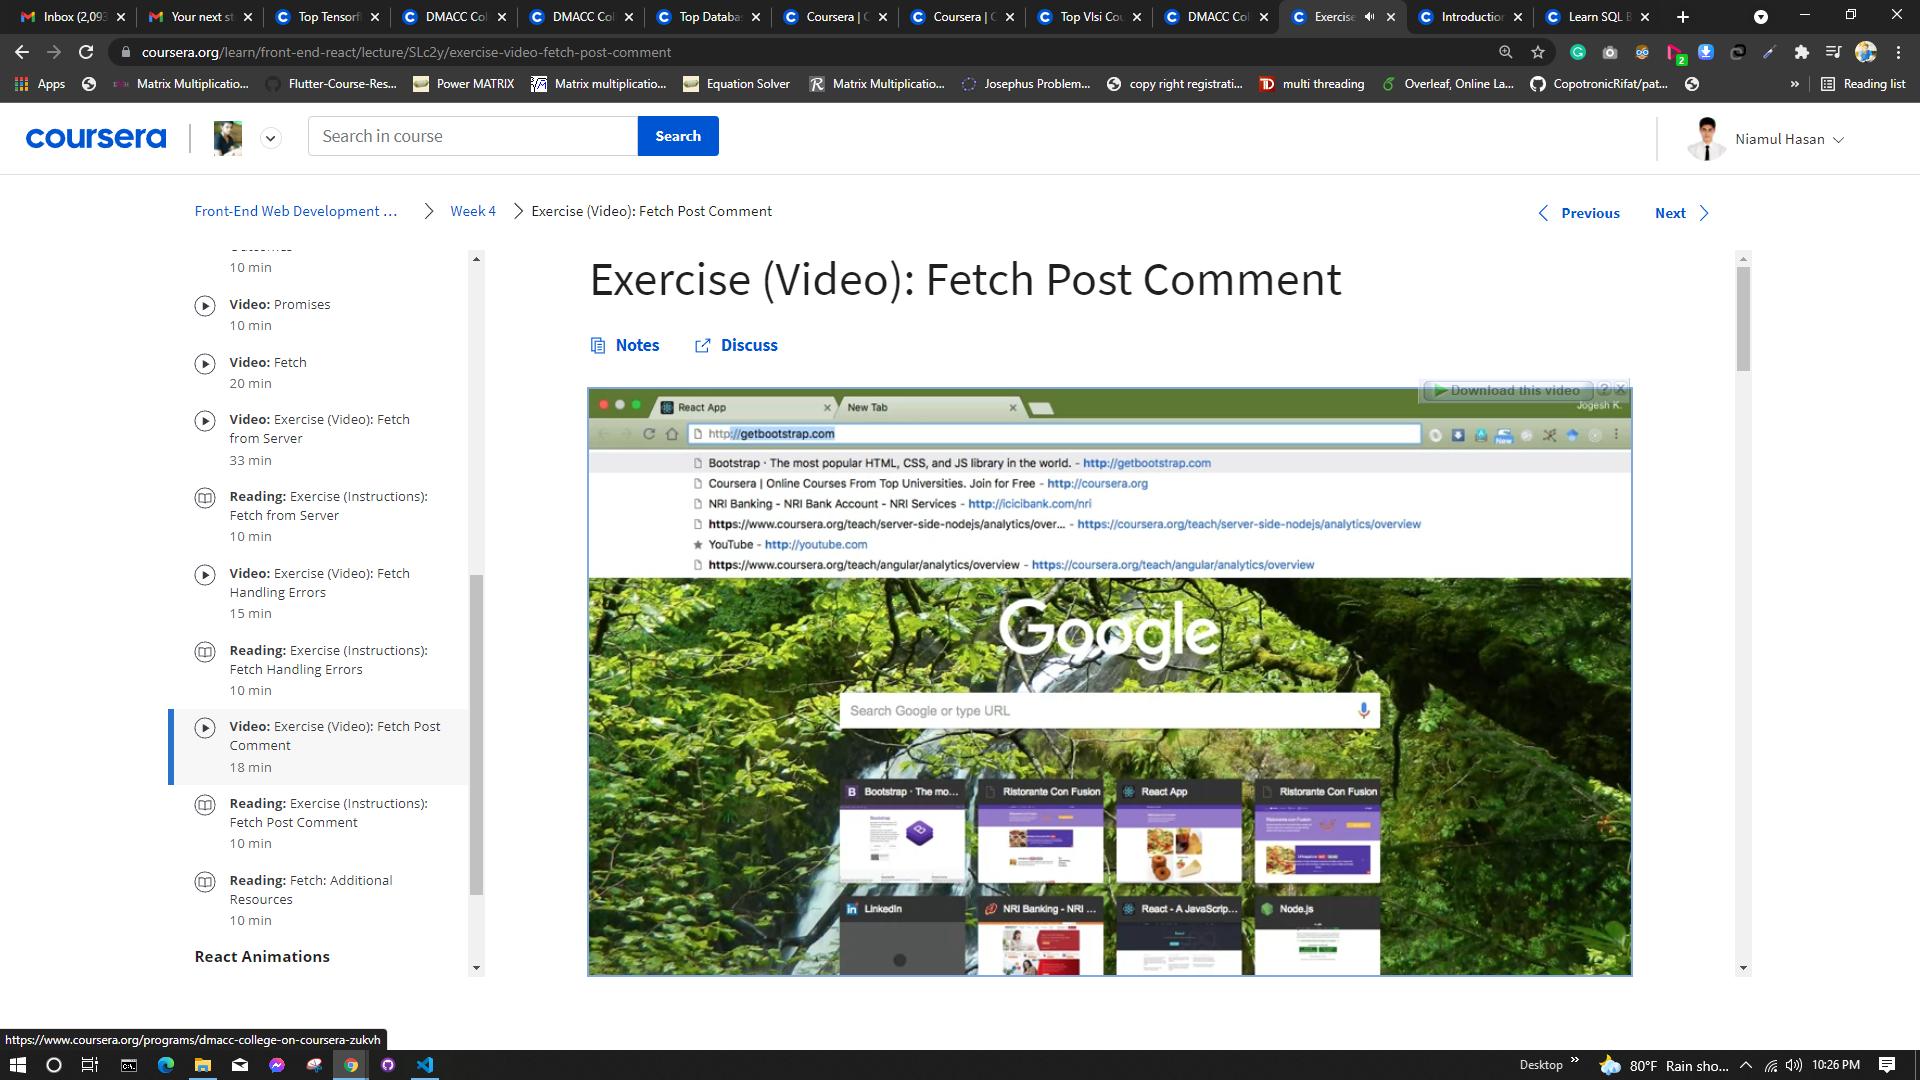 Inbox (2,093
Your next st
Top Tensorfl
DMACC Col
DMACC Col
Top Databa
Coursera | C
Coursera | C
Top Vlsi Cou
DMACC Col
Exercise
Introduction
Learn SQL B
coursera.org/learn/front-end-react/lecture/SLc2y/exercise-video-fetch-post-comment
2
Apps
Matrix Multiplicatio...
Flutter-Course-Res...
Power MATRIX
Matrix multiplicatio...
Equation Solver
Matrix Multiplicatio...
Josephus Problem...
copy right registrati...
multi threading
Overleaf, Online La...
CopotronicRifat/pat...
»
Reading list
coursera
Search in course
Search
Niamul Hasan
Front-End Web Development ...
Week 4
Exercise (Video): Fetch Post Comment
Previous
Next
10 min
Video: Promises
10 min
Video: Fetch
20 min
Video: Exercise (Video): Fetch
from Server
33 min
Reading: Exercise (Instructions):
Fetch from Server
10 min
Video: Exercise (Video): Fetch
Handling Errors
15 min
Reading: Exercise (Instructions):
Fetch Handling Errors
10 min
Video: Exercise (Video): Fetch Post
Comment
18 min
Reading: Exercise (Instructions):
Fetch Post Comment
10 min
Reading: Fetch: Additional
Resources
10 min
React Animations
Exercise (Video): Fetch Post Comment
Notes
Discuss
Download this video
React App
New Tab
Jogesh K.
http://getbootstrap.com
New
Bootstrap · The most popular HTML, CSS, and JS library in the world. - http://getbootstrap.com
Coursera | Online Courses From Top Universities. Join for Free - http://coursera.org
NRI Banking - NRI Bank Account - NRI Services - http://icicibank.com/nri
https://www.coursera.org/teach/server-side-nodejs/analytics/over... - https://coursera.org/teach/server-side-nodejs/analytics/overview
YouTube - http://youtube.com
https://www.coursera.org/teach/angular/analytics/overview - https://coursera.org/teach/angular/analytics/overview
Google
Search Google or type URL
Bootstrap · The mo...
Ristorante Con Fusion
React App
Ristorante Con Fusion
LinkedIn
NRI Banking - NRI ...
React - A JavaScrip...
Node.js
https://www.coursera.org/programs/dmacc-college-on-coursera-zukvh
Desktop
»
80°F Rain sho...
10:26 PM